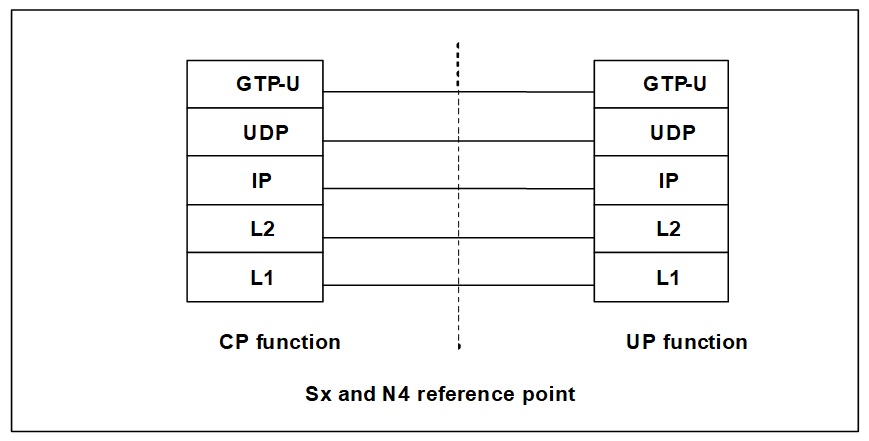 GTP-U GTP-U
UDP UDP
IP IP
L2 L2
L1 L1
CP function UP function
Sx and N4 reference point